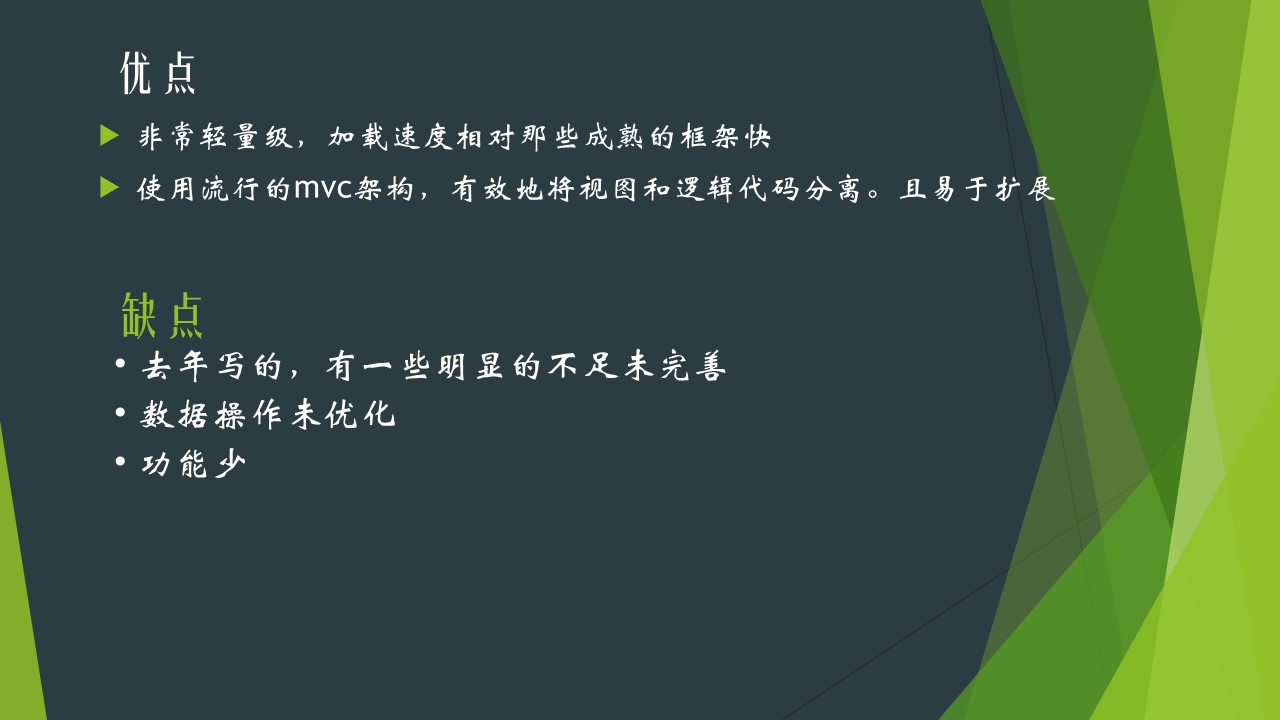 优点
非常轻量级，加载速度相对那些成熟的框架快
使用流行的mvc架构，有效地将视图和逻辑代码分离。且易于扩展
缺点
• 去年写的，有一些明显的不足未完善
• 数据操作未优化
• 功能少